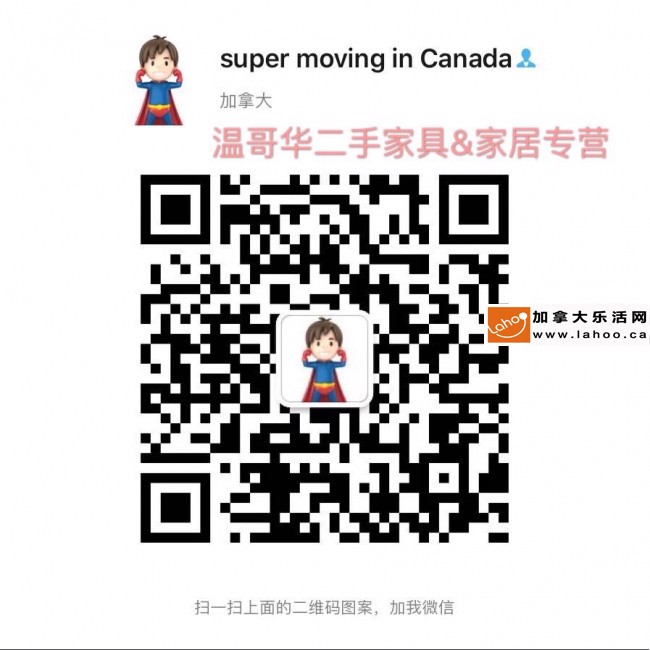 super moving in Canada
加拿大
温哥华二手家具&家居专营
Lahoo
加拿大乐活网
www.lahoo.ca
扫一扫上面的二维码图案，加我微信